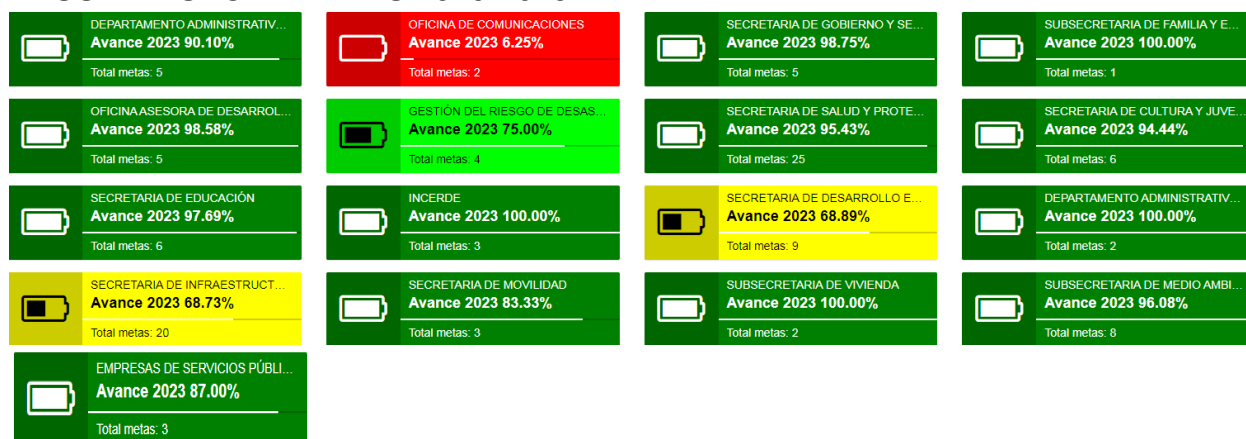 DEPARTAMENTO ADMINISTRATIV...
Avance 2023 90.10%
Total metas: 5
OFICINA DE COMUNICACIONES
Avance 2023 6.25%
Total metas: 2
SECRETARIA DE GOBIERNO Y SE...
Avance 2023 98.75%
Total metas: 5
SUBSECRETARIA DE FAMILIA Y E...
Avance 2023 100.00%
Total metas: 1
OFICINA ASESORA DE DESARROL...
Avance 2023 98.58%
Total metas: 5
GESTIÓN DEL RIESGO DE DESAS...
Avance 2023 75.00%
Total metas: 4
SECRETARIA DE SALUD Y PROTE...
Avance 2023 95.43%
Total metas: 25
SECRETARIA DE CULTURA Y JUVE...
Avance 2023 94.44%
Total metas: 6
SECRETARIA DE EDUCACIÓN
Avance 2023 97.69%
Total metas: 6
INCERDE
Avance 2023 100.00%
Total metas: 3
SECRETARIA DE DESARROLLO E...
Avance 2023 68.89%
Total metas: 9
DEPARTAMENTO ADMINISTRATIV...
Avance 2023 100.00%
Total metas: 2
SECRETARIA DE INFRAESTRUCT...
Avance 2023 68.73%
Total metas: 20
SECRETARIA DE MOVILIDAD
Avance 2023 83.33%
Total metas: 3
SUBSECRETARIA DE VIVIENDA
Avance 2023 100.00%
Total metas: 2
SUBSECRETARIA DE MEDIO AMBI...
Avance 2023 96.08%
Total metas: 8
EMPRESAS DE SERVICIOS PÚBLI...
Avance 2023 87.00%
Total metas: 3